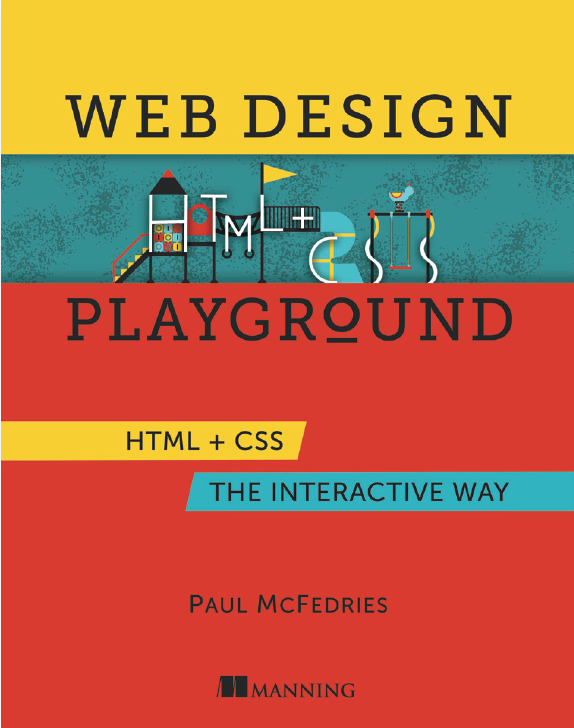 WEB DESIGN
HTML +
CSS
PLAYGROUND
HTML + CSS
THE INTERACTIVE WAY
PAUL MCFEDRIES
MANNING